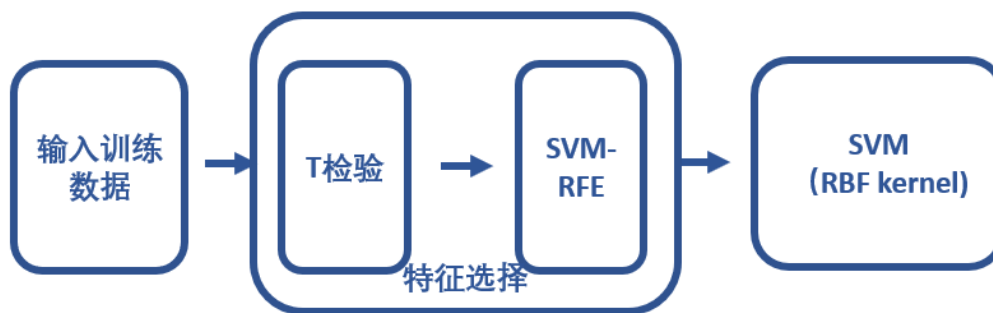 输入训练
数据
T检验
SVM-
RFE
特征选择
SVM
（RBF kernel)